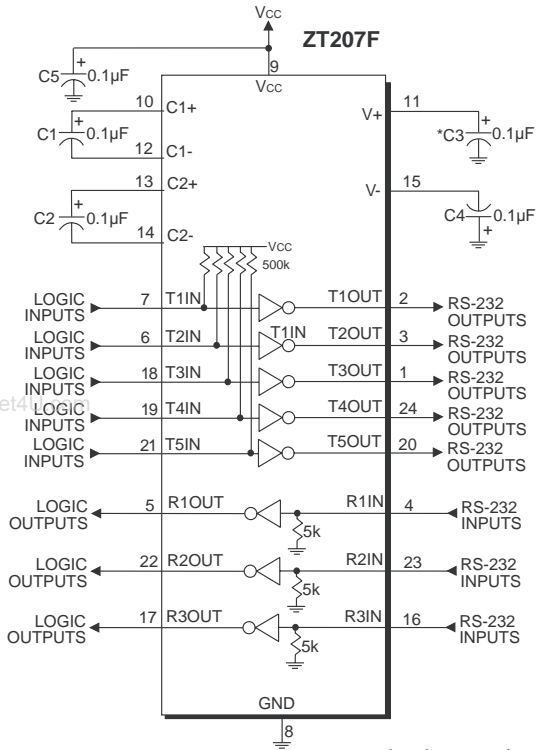 Vcc
ZT207F
9
Vcc
C5 + 0.1µF
10 C1+
C1 + 0.1µF
12 C1-
13 C2+
C2 0.1µF
14 C2-
V+ 11
*C3 + 0.1µF
V- 15
C4 + 0.1µF
Vcc
500k
LOGIC INPUTS 7 T1IN T1OUT 2 RS-232 OUTPUTS
LOGIC INPUTS 6 T2IN T1IN T2OUT 3 RS-232 OUTPUTS
LOGIC INPUTS 18 T3IN T3OUT 1 RS-232 OUTPUTS
et4U.com
LOGIC INPUTS 19 T4IN T4OUT 24 RS-232 OUTPUTS
LOGIC INPUTS 21 T5IN T5OUT 20 RS-232 OUTPUTS
LOGIC OUTPUTS 5 R1OUT R1IN 4 RS-232 INPUTS
5k
LOGIC OUTPUTS 22 R2OUT R2IN 23 RS-232 INPUTS
5k
LOGIC OUTPUTS 17 R3OUT R3IN 16 RS-232 INPUTS
5k
GND
8